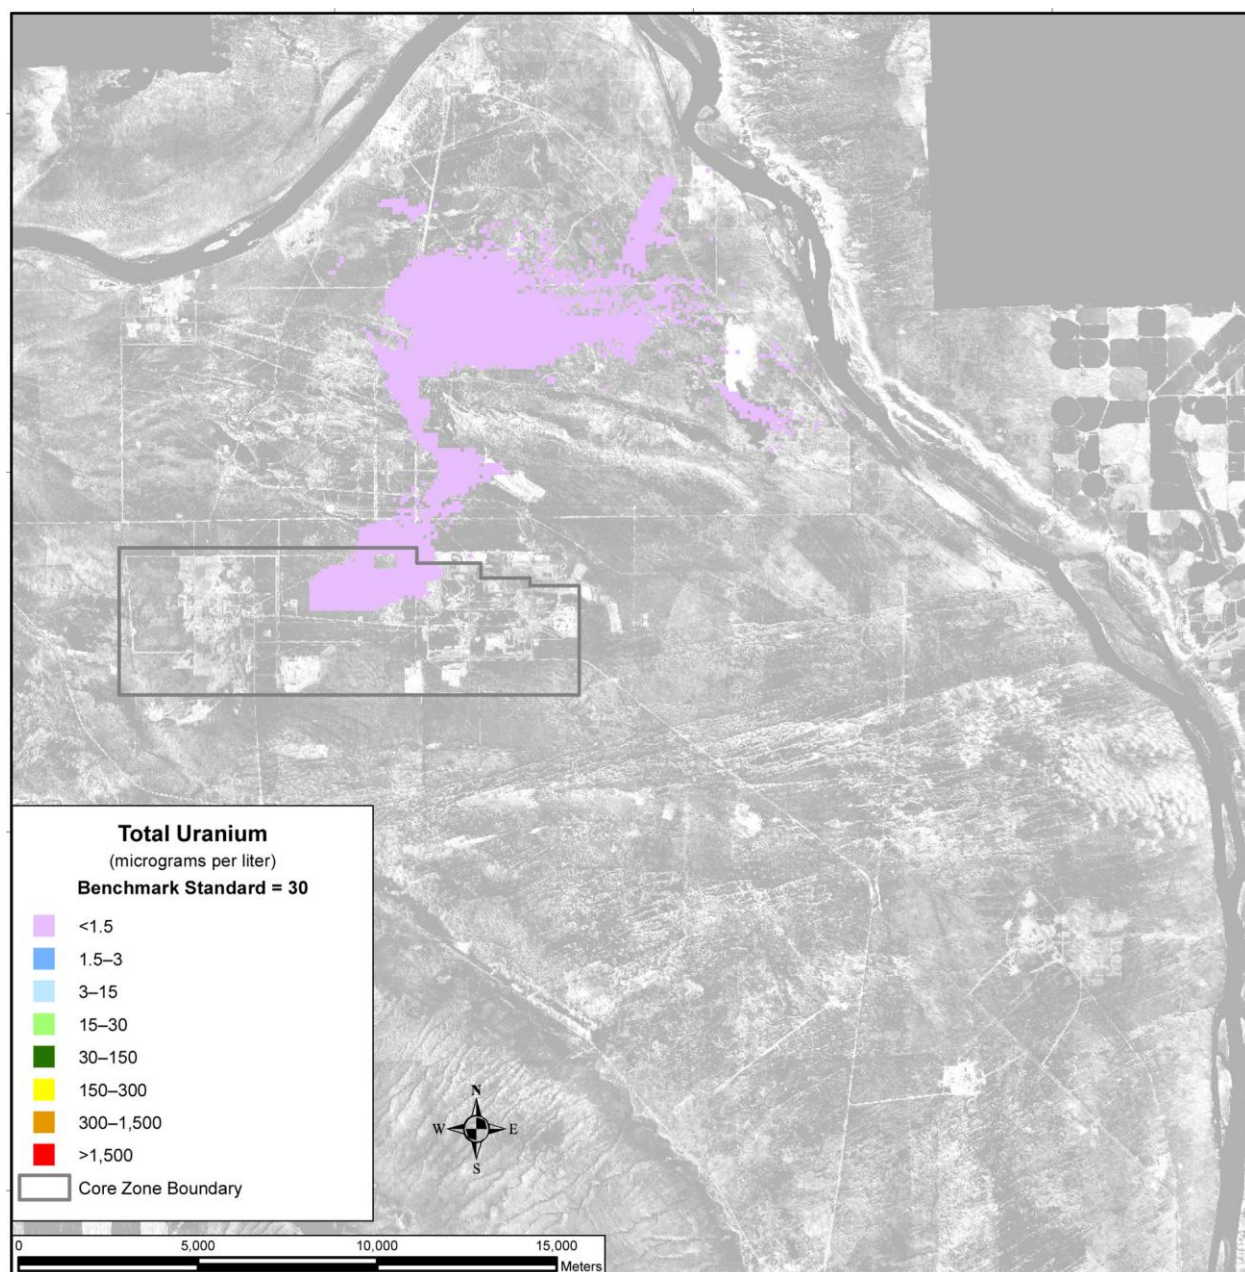 Total Uranium
(micrograms per liter)
Benchmark Standard = 30
<1.5
1.5–3
3–15
15–30
30–150
150–300
300–1,500
>1,500
Core Zone Boundary
N
W E
S
0 5,000 10,000 15,000
Meters